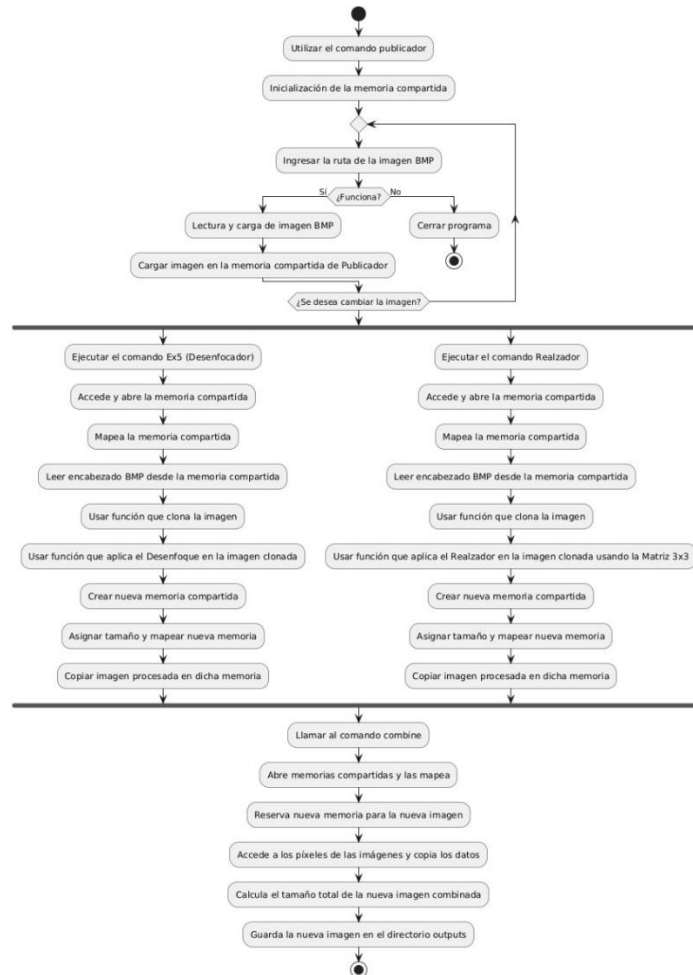 Utilizar el comando publicador
Inicialización de la memoria compartida
Ingresar la ruta de la imagen BMP
Sí
¿Funciona?
No
Lectura y carga de imagen BMP
Cerrar programa
Cargar imagen en la memoria compartida de Publicador
¿Se desea cambiar la imagen?
Ejecutar el comando Ex5 (Desenfocador)
Accede y abre la memoria compartida
Mapea la memoria compartida
Leer encabezado BMP desde la memoria compartida
Usar función que clona la imagen
Usar función que aplica el Desenfoque en la imagen clonada
Crear nueva memoria compartida
Asignar tamaño y mapear nueva memoria
Copiar imagen procesada en dicha memoria
Ejecutar el comando Realzador
Accede y abre la memoria compartida
Mapea la memoria compartida
Leer encabezado BMP desde la memoria compartida
Usar función que clona la imagen
Usar función que aplica el Realzador en la imagen clonada usando la Matriz 3x3
Crear nueva memoria compartida
Asignar tamaño y mapear nueva memoria
Copiar imagen procesada en dicha memoria
Llamar al comando combine
Abre memorias compartidas y las mapea
Reserva nueva memoria para la nueva imagen
Accede a los píxeles de las imágenes y copia los datos
Calcula el tamaño total de la nueva imagen combinada
Guarda la nueva imagen en el directorio outputs